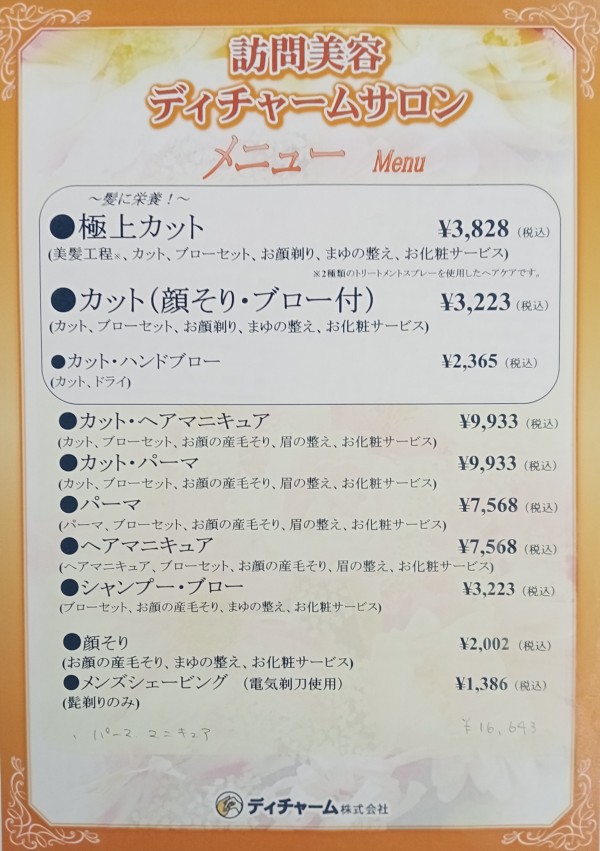 訪問美容
ディチャームサロン
メニュー Menu
～髪に栄養！～
●極上カット ¥3,828（税込）
(美髪工程※、カット、ブローセット、お顔剃り、まゆの整え、お化粧サービス)
※2種類のトリートメントスプレーを使用したヘアケアです。
●カット（顔そり・ブロー付） ¥3,223（税込）
(カット、ブローセット、お顔剃り、まゆの整え、お化粧サービス)
●カット・ハンドブロー ¥2,365（税込）
(カット、ドライ)
●カット・ヘアマニキュア ¥9,933（税込）
(カット、ブローセット、お顔の産毛そり、眉の整え、お化粧サービス)
●カット・パーマ ¥9,933（税込）
(カット、ブローセット、お顔の産毛そり、眉の整え、お化粧サービス)
●パーマ ¥7,568（税込）
(パーマ、ブローセット、お顔の産毛そり、眉の整え、お化粧サービス)
●ヘアマニキュア ¥7,568（税込）
(ヘアマニキュア、ブローセット、お顔の産毛そり、眉の整え、お化粧サービス)
●シャンプー・ブロー ¥3,223（税込）
(ブローセット、お顔の産毛そり、まゆの整え、お化粧サービス)
●顔そり ¥2,002（税込）
(お顔の産毛そり、まゆの整え、お化粧サービス)
●メンズシェービング （電気剃刀使用） ¥1,386（税込）
(髭剃りのみ)
パーマ、マニキュア ¥16,693
ディチャーム株式会社